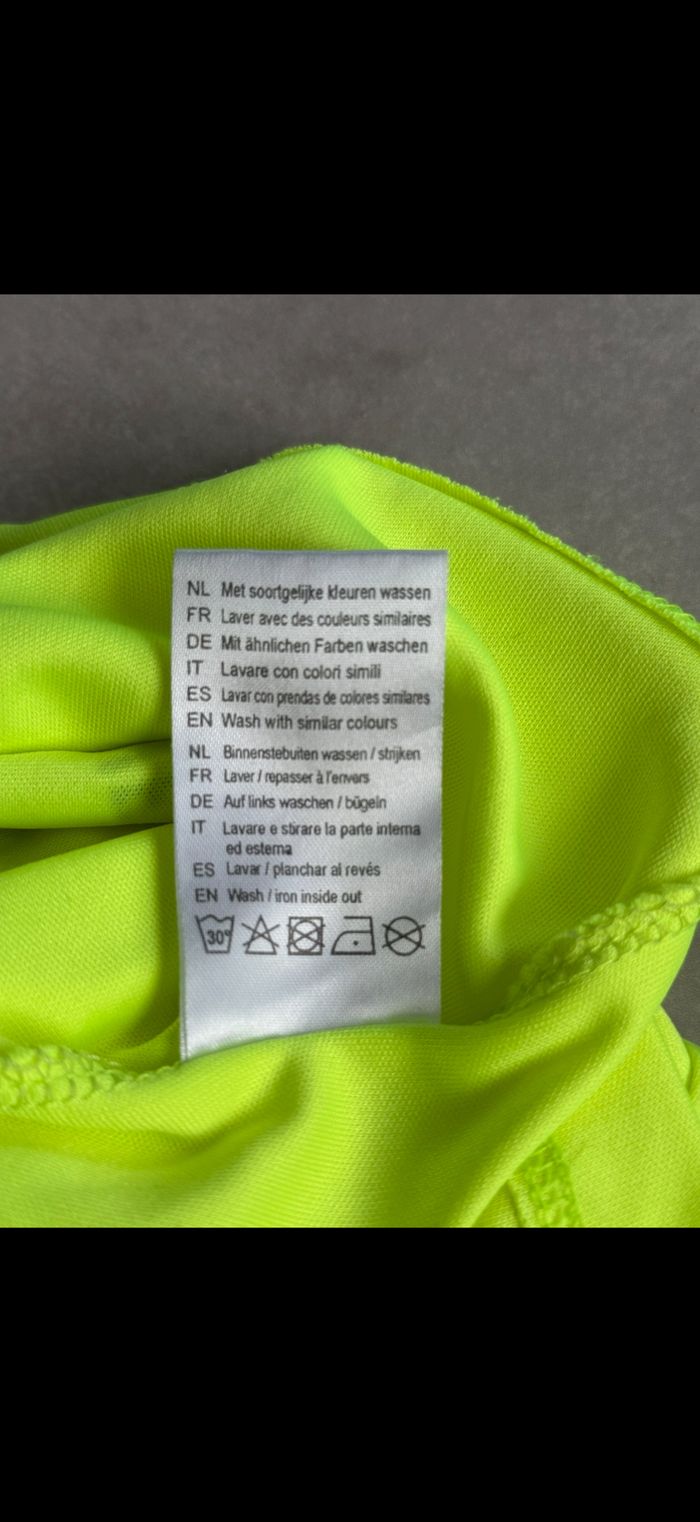 NL Met soortgelijke kleuren wassen
FR Laver avec des couleurs similaires
DE Mit ähnlichen Farben waschen
IT Lavare con colori simili
ES Lavar con prendas de colores similares
EN Wash with similar colours
NL Binnenstebuiten wassen / strijken
FR Laver / repasser à l'envers
DE Auf links waschen / bügeln
IT Lavare e stirare la parte interna
ed esterna
ES Lavar / planchar al revés
EN Wash / iron inside out
30°